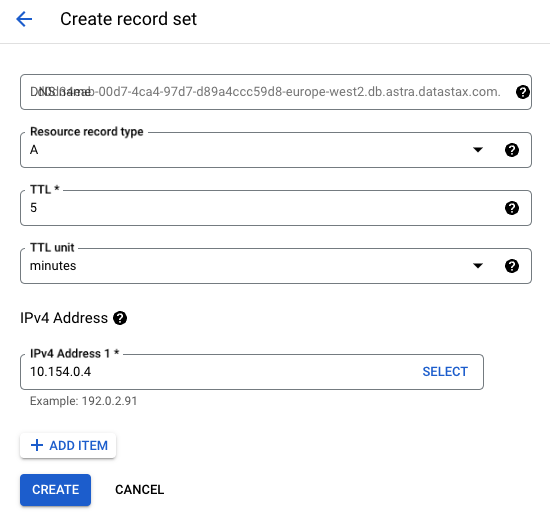 Create record set
DNS name
-00d7-4ca4-97d7-d89a4ccc59d8-europe-west2.db.astra.datastax.com.
Resource record type
A
TTL *
5
TTL unit
minutes
IPv4 Address
IPv4 Address 1 *
10.154.0.4
SELECT
Example: 192.0.2.91
ADD ITEM
CREATE
CANCEL